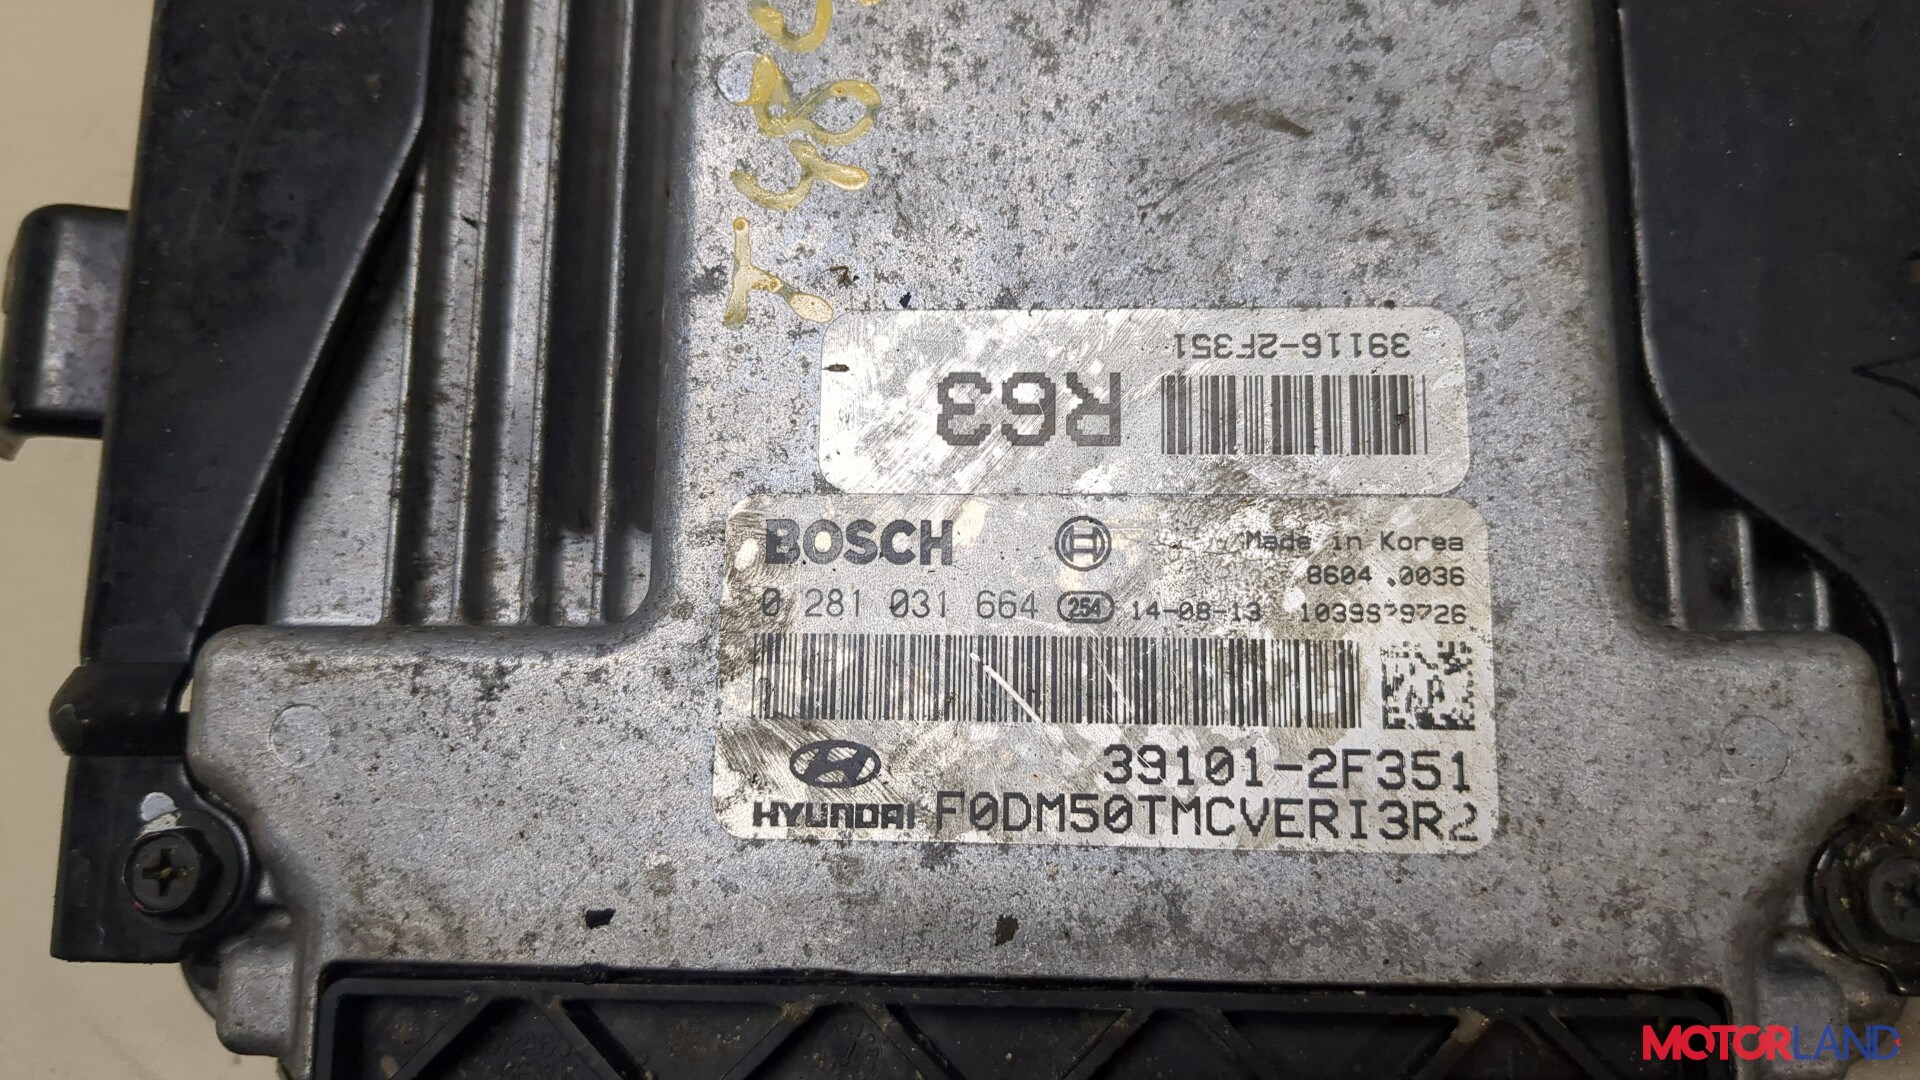 39116-2F351
R63
BOSCH
Made in Korea
8604 .0036
0 281 031 664 254 14-08-13
39101-2F351
HYUNDAI F0DM50TMCVERI3R2
MOTORLAND